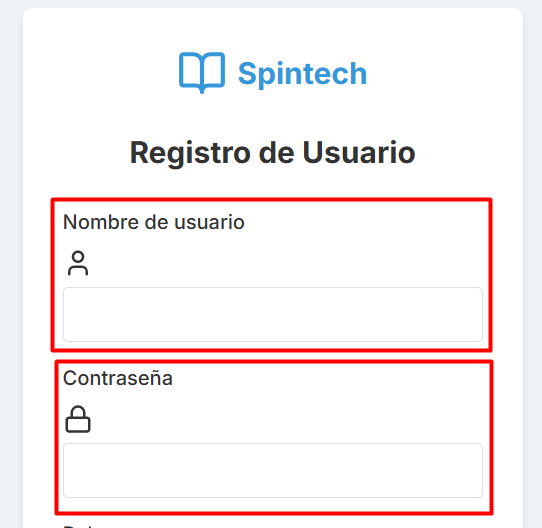 Spintech
Registro de Usuario
Nombre de usuario
Contraseña